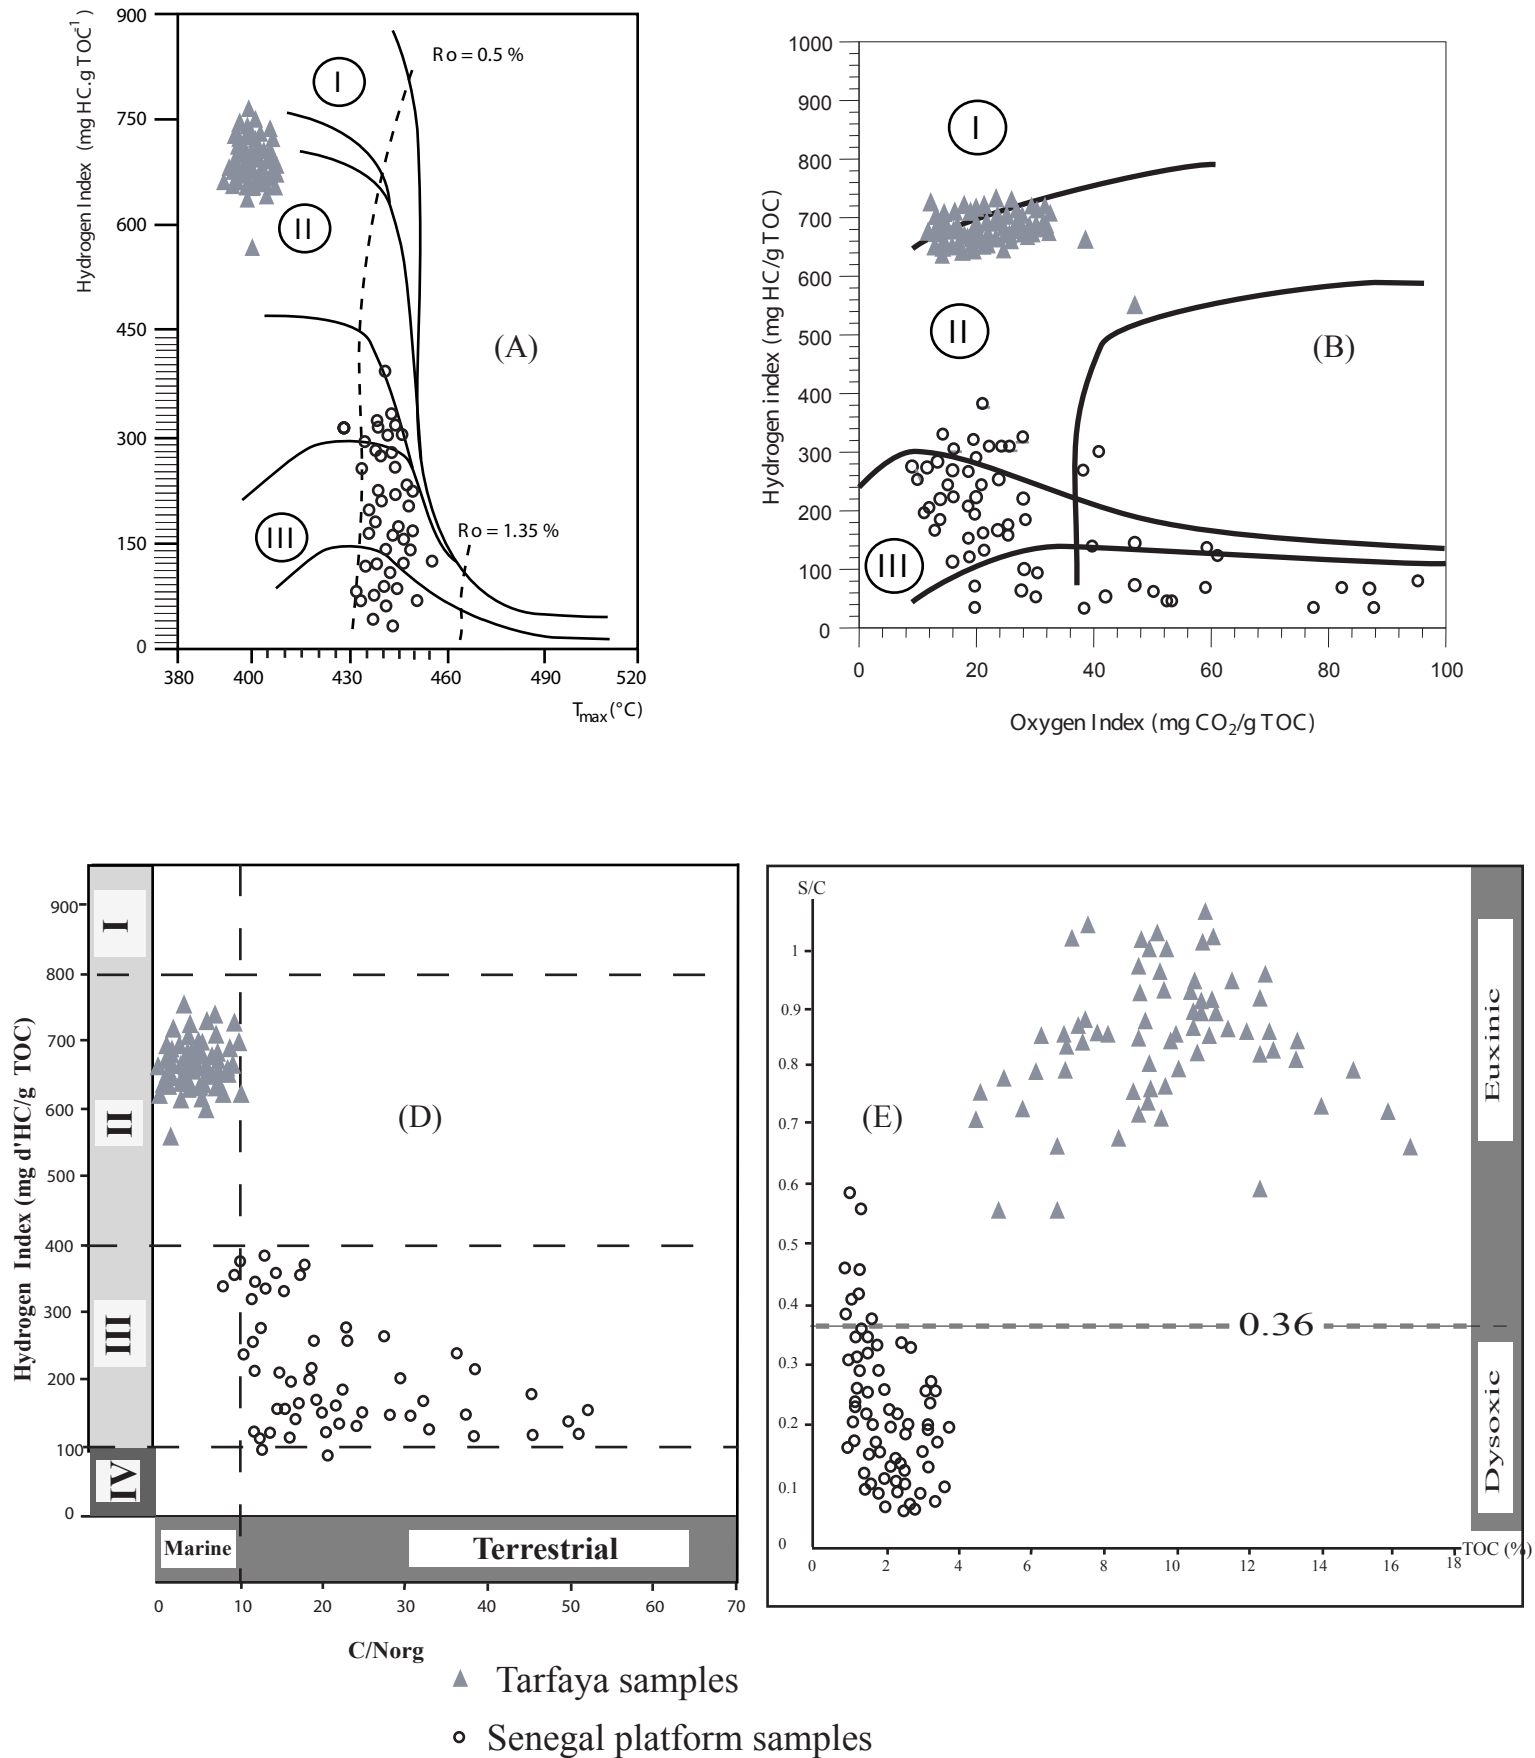 Hydrogen Index (mg HC.g TOC⁻¹)
900
750
600
450
300
150
0
I
II
III
Ro = 0.5 %
Ro = 1.35 %
(A)
380 400 430 460 490 520
Tmax (°C)
Hydrogen index (mg HC/g TOC)
1000
900
800
700
600
500
400
300
200
100
0
I
II
III
(B)
0 20 40 60 80 100
Oxygen Index (mg CO₂/g TOC)
Hydrogen Index (mg d'HC/g TOC)
900
800
700
600
500
400
300
200
100
0
I
II
III
IV
(D)
Marine Terrestrial
0 10 20 30 40 50 60 70
C/Norg
S/C
1
0.9
0.8
0.7
0.6
0.5
0.4
0.3
0.2
0.1
0
(E)
0.36
Euxinic
Dysoxic
0 2 4 6 8 10 12 14 16 18 TOC (%)
Tarfaya samples
Senegal platform samples